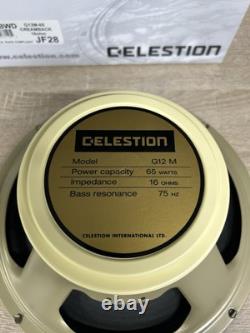 G12M-65
CREAMBACK
16ohm
JF28
CELESTION
www.celestion.com
CELESTION
Model G12 M
Power capacity 65 WATTS
Impedance 16 OHMS
Bass resonance 75 HZ
CELESTION INTERNATIONAL LTD.